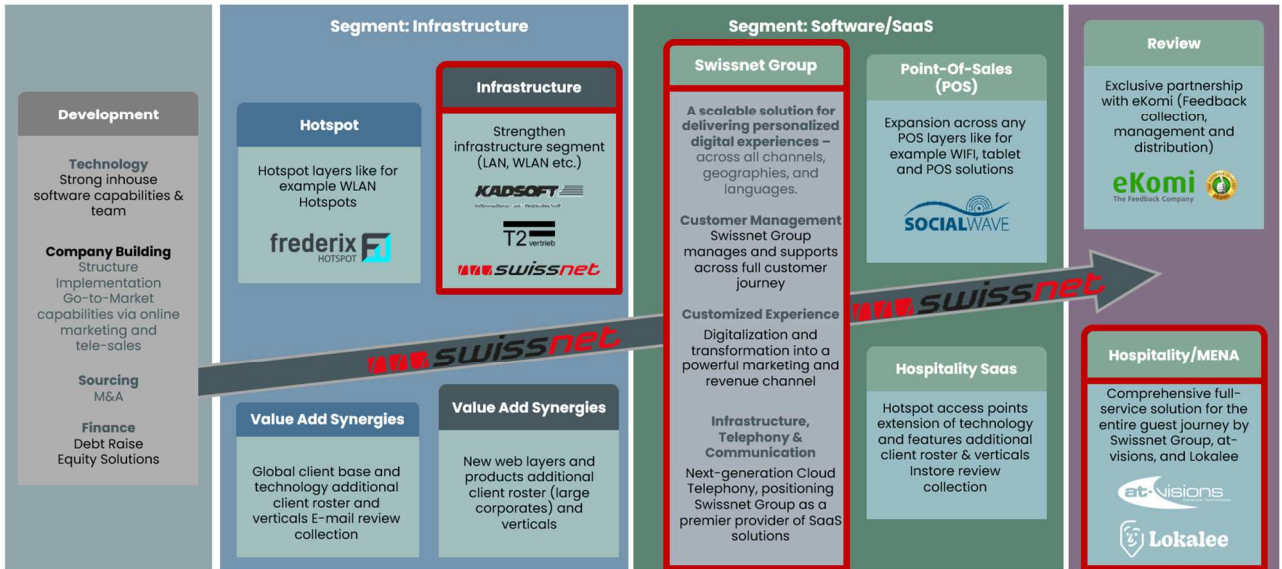 Segment: Infrastructure
Segment: Software/SaaS
Development
Technology
Strong inhouse
software capabilities &
team
Company Building
Structure
Implementation
Go-to-Market
capabilities via online
marketing and
tele-sales
Sourcing
M&A
Finance
Debt Raise
Equity Solutions
Hotspot
Hotspot layers like for
example WLAN
Hotspots
frederix
HOTSPOT
Infrastructure
Strengthen
infrastructure segment
(LAN, WLAN etc.)
KADSOFT
T2 vertrieb
swissnet
swissnet
Value Add Synergies
Global client base and
technology additional
client roster and
verticals E-mail review
collection
Value Add Synergies
New web layers and
products additional
client roster (large
corporates) and
verticals
Swissnet Group
A scalable solution for
delivering personalized
digital experiences –
across all channels,
geographies, and
languages.
Customer Management
Swissnet Group
manages and supports
across full customer
journey
Customized Experience
Digitalization and
transformation into a
powerful marketing and
revenue channel
Infrastructure,
Telephony &
Communication
Next-generation Cloud
Telephony, positioning
Swissnet Group as a
premier provider of SaaS
solutions
Point-Of-Sales
(POS)
Expansion across any
POS layers like for
example WIFI, tablet
and POS solutions
SOCIALWAVE
swissnet
Hospitality Saas
Hotspot access points
extension of technology
and features additional
client roster & verticals
Instore review
collection
Review
Exclusive partnership
with eKomi (Feedback
collection,
management and
distribution)
eKomi
The Feedback Company
Hospitality/MENA
Comprehensive full-
service solution for the
entire guest journey by
Swissnet Group, at-
visions, and Lokalee
at-visions
Lokalee